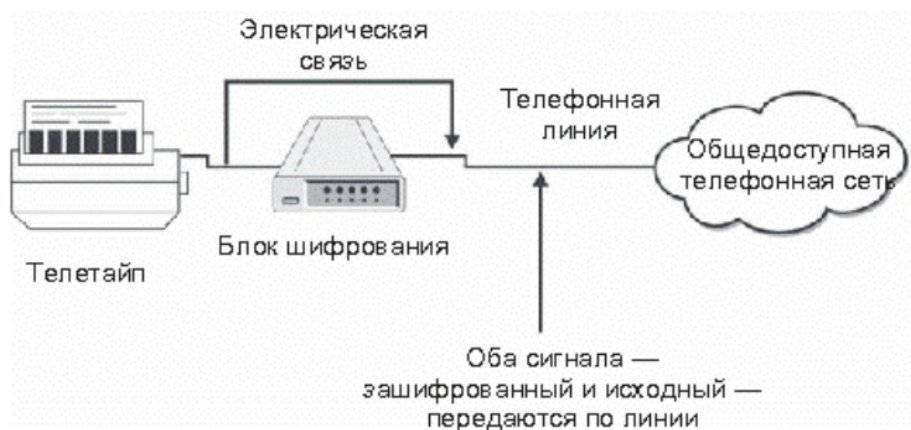 Электрическая
связь
Телефонная
линия
Общедоступная
телефонная сеть
Блок шифрования
Телетайп
Оба сигнала —
зашифрованный и исходный —
передаются по линии